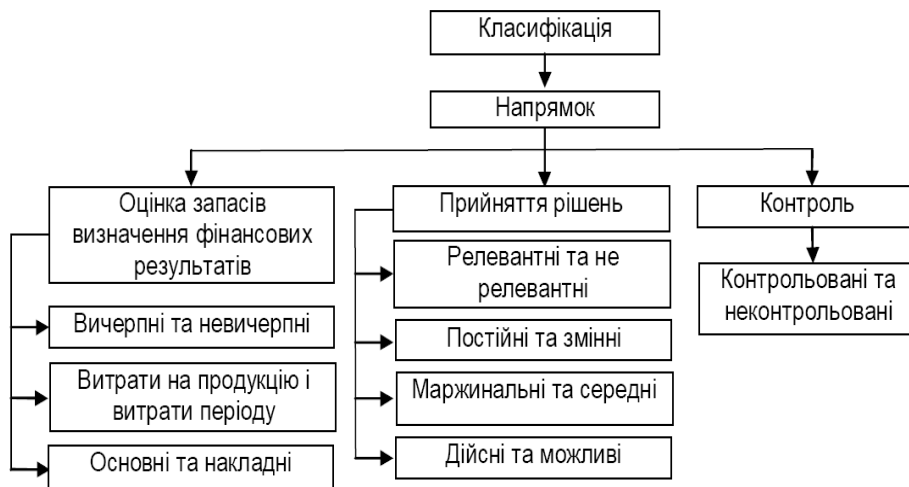 Класифікація
Напрямок
Оцінка запасів
визначення фінансових
результатів
Вичерпні та невичерпні
Витрати на продукцію і
витрати періоду
Основні та накладні
Прийняття рішень
Релевантні та не
релевантні
Постійні та змінні
Маржинальні та середні
Дійсні та можливі
Контроль
Контрольовані та
неконтрольовані